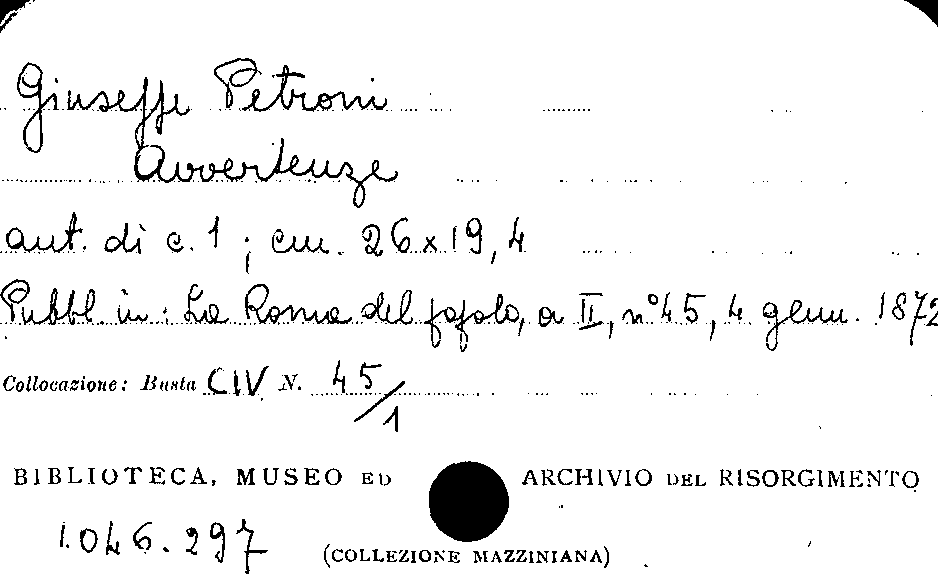 Giuseppe Petroni
Avvertenze
aut. di c. 1 ; cm. 26 x 19,4
Pubbl. in: La Roma del popolo, a II, n° 45, 4 genn. 1872
Collocazione: Busta CIV N. 45/1
BIBLIOTECA, MUSEO ED ARCHIVIO DEL RISORGIMENTO
1.046.297
(COLLEZIONE MAZZINIANA)